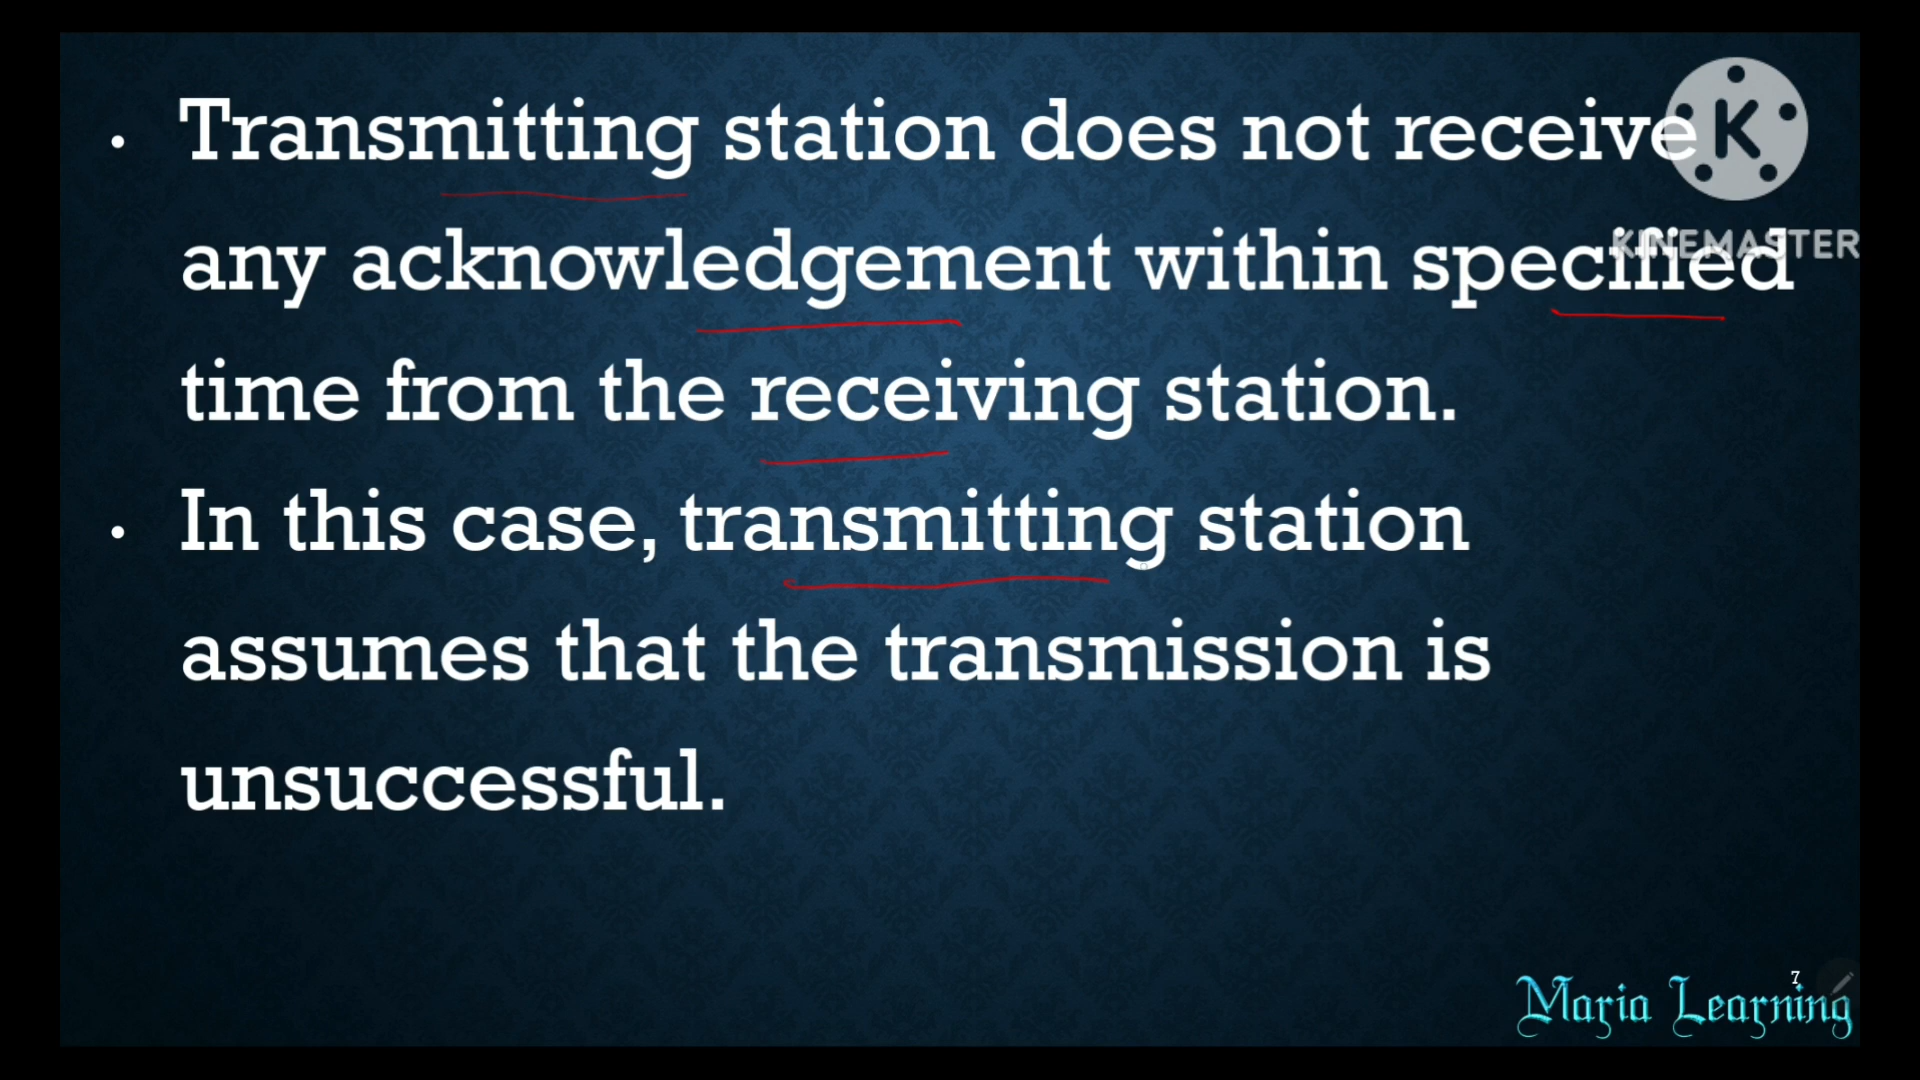 • Transmitting station does not receive
any acknowledgement within specified
time from the receiving station.
• In this case, transmitting station
assumes that the transmission is
unsuccessful.
K
KINEMASTER
7
Maria Learning